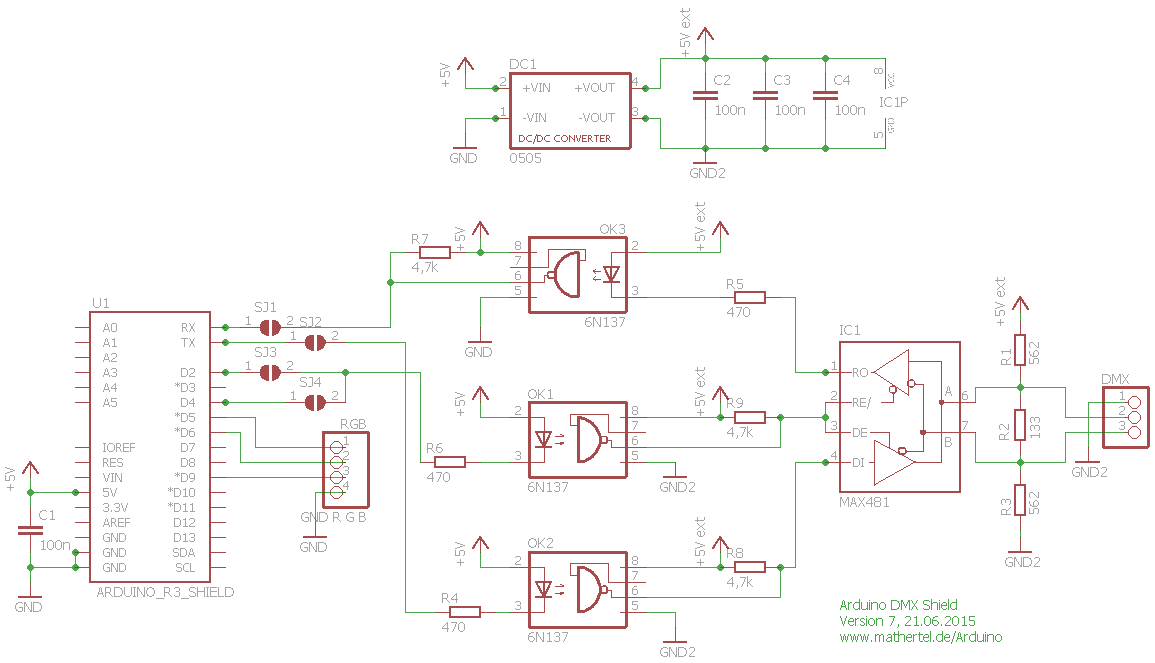 +5V ext
+5V
DC1
2 +VIN +VOUT 4
1 -VIN -VOUT 3
DC/DC CONVERTER
0505
GND
C2
100n
C3
100n
C4
100n
8 VCC
IC1P
5 GND
GND2
R7
4,7k
+5V
OK3
8
7
6
5
2
3
6N137
GND
+5V ext
R5
470
U1
A0
A1
A2
A3
A4
A5
IOREF
RES
VIN
5V
3.3V
AREF
GND
GND
GND
RX
TX
D2
*D3
D4
*D5
*D6
D7
D8
*D9
*D10
*D11
D12
D13
SDA
SCL
ARDUINO_R3_SHIELD
+5V
C1
100n
GND
SJ1
1 2
SJ2
1 2
SJ3
1 2
SJ4
1 2
RGB
1
2
3
4
GND R G B
GND
R6
470
+5V
OK1
2
3
8
7
6
5
6N137
+5V ext
R9
4,7k
GND2
R4
470
+5V
OK2
2
3
8
7
6
5
6N137
+5V ext
R8
4,7k
GND2
IC1
1 RO
2 RE/
3 DE
4 DI
A 6
B 7
MAX481
+5V ext
R1
562
R2
133
R3
562
GND2
DMX
1
2
3
GND2
Arduino DMX Shield
Version 7, 21.06.2015
www.mathertel.de/Arduino